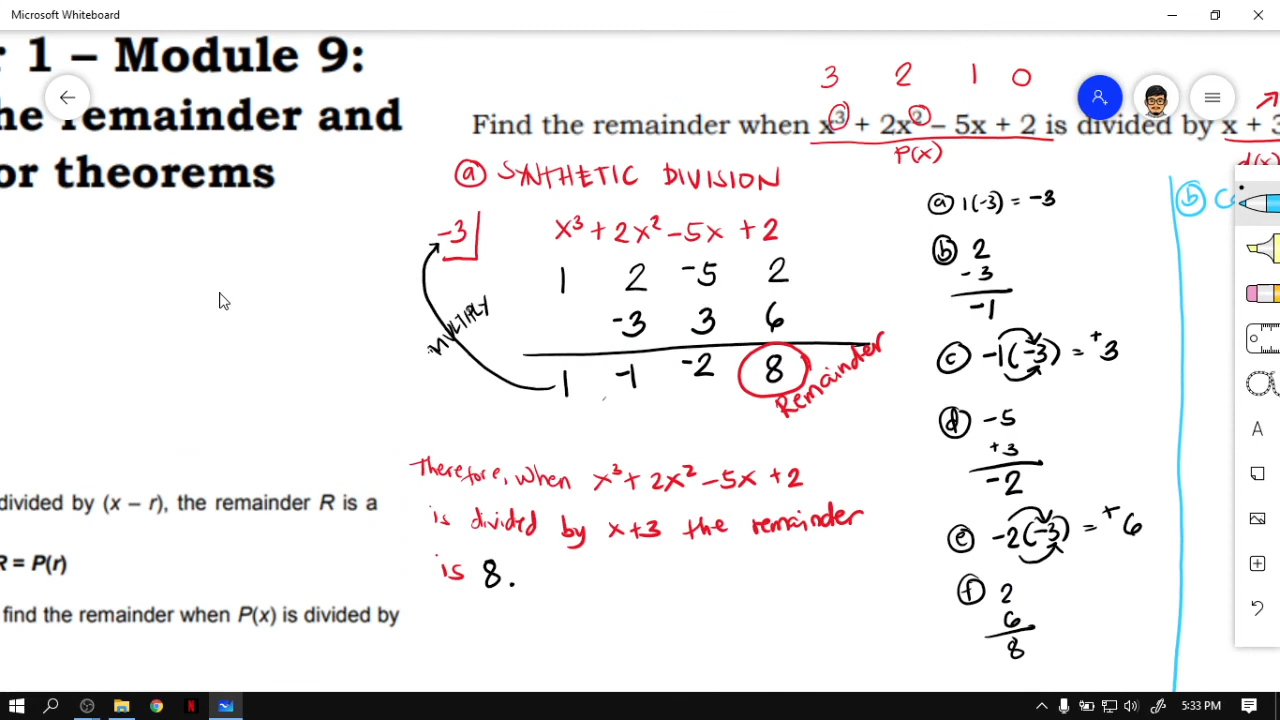 Microsoft Whiteboard
r 1 – Module 9:
he remainder and
or theorems
divided by (x – r), the remainder R is a
R = P(r)
find the remainder when P(x) is divided by
3 2 1 0
Find the remainder when x³ + 2x² – 5x + 2 is divided by x + 3
P(x)
d(x)
ⓐ SYNTHETIC DIVISION
-3 x³ + 2x² - 5x + 2
1 2 -5 2
-3 3 6
1 -1 -2 8
MULTIPLY
Remainder
Therefore, when x³ + 2x² - 5x + 2
is divided by x+3 the remainder
is 8.
ⓐ 1(-3) = -3
ⓑ 2
- 3
-1
ⓒ -1(-3) = +3
ⓓ -5
+3
-2
ⓔ -2(-3) = +6
ⓕ 2
6
8
ⓑ
A
5:33 PM